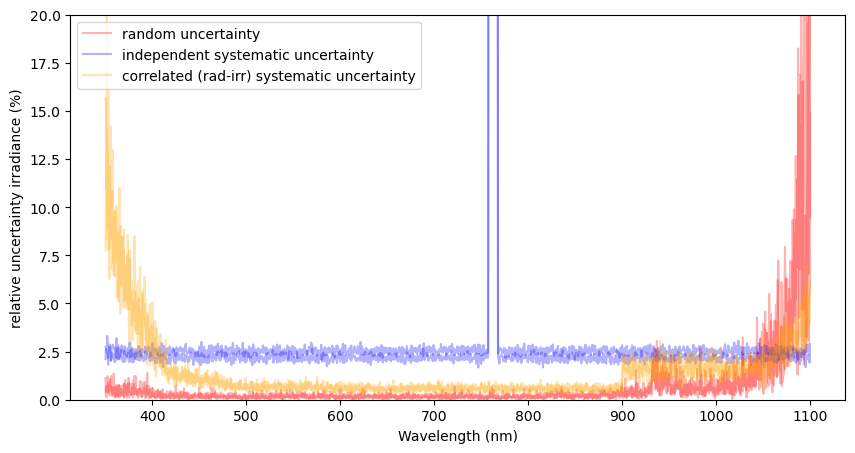 random uncertainty
independent systematic uncertainty
correlated (rad-irr) systematic uncertainty
relative uncertainty irradiance (%)
20.0
17.5
15.0
12.5
10.0
7.5
5.0
2.5
0.0
400 500 600 700 800 900 1000 1100
Wavelength (nm)